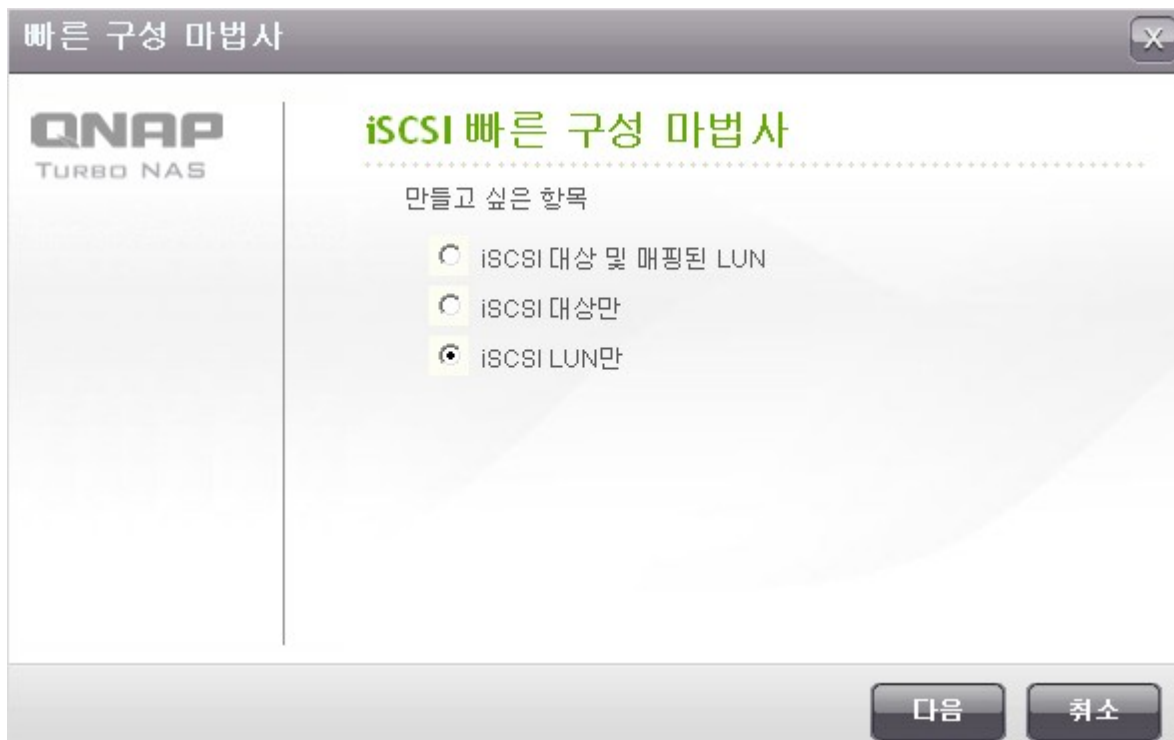 빠른 구성 마법사
X
QNAP
TURBO NAS
iSCSI 빠른 구성 마법사
만들고 싶은 항목
iSCSI 대상 및 매핑된 LUN
iSCSI 대상만
iSCSI LUN만
다음
취소